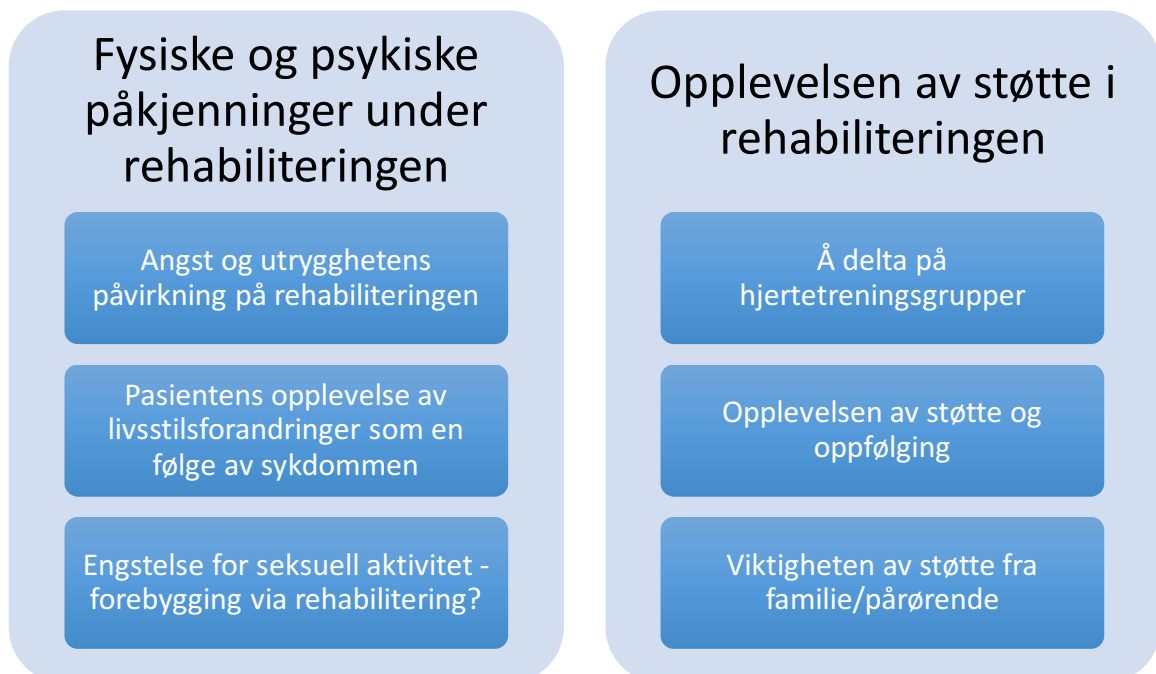 Fysiske og psykiske
påkjenninger under
rehabiliteringen
Angst og utrygghetens
påvirkning på rehabiliteringen
Pasientens opplevelse av
livsstilsforandringer som en
følge av sykdommen
Engstelse for seksuell aktivitet -
forebygging via rehabilitering?
Opplevelsen av støtte i
rehabiliteringen
Å delta på
hjertetreningsgrupper
Opplevelsen av støtte og
oppfølging
Viktigheten av støtte fra
familie/pårørende